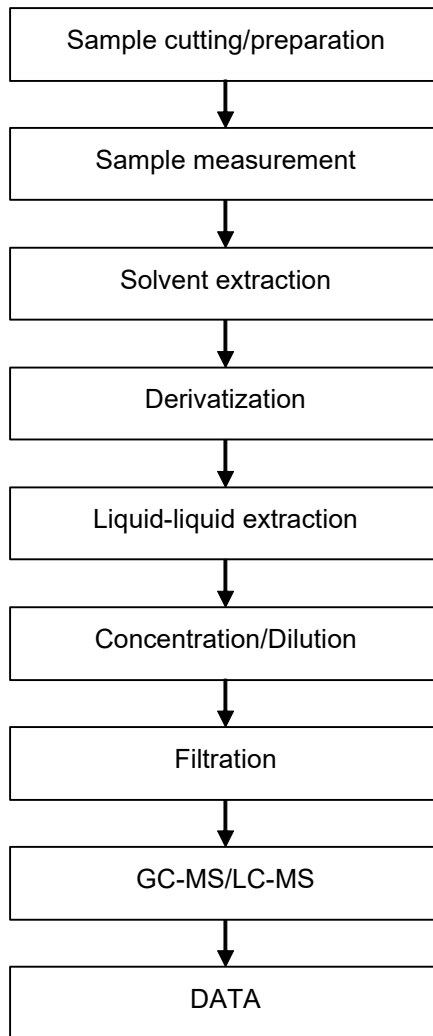 Sample cutting/preparation
Sample measurement
Solvent extraction
Derivatization
Liquid-liquid extraction
Concentration/Dilution
Filtration
GC-MS/LC-MS
DATA